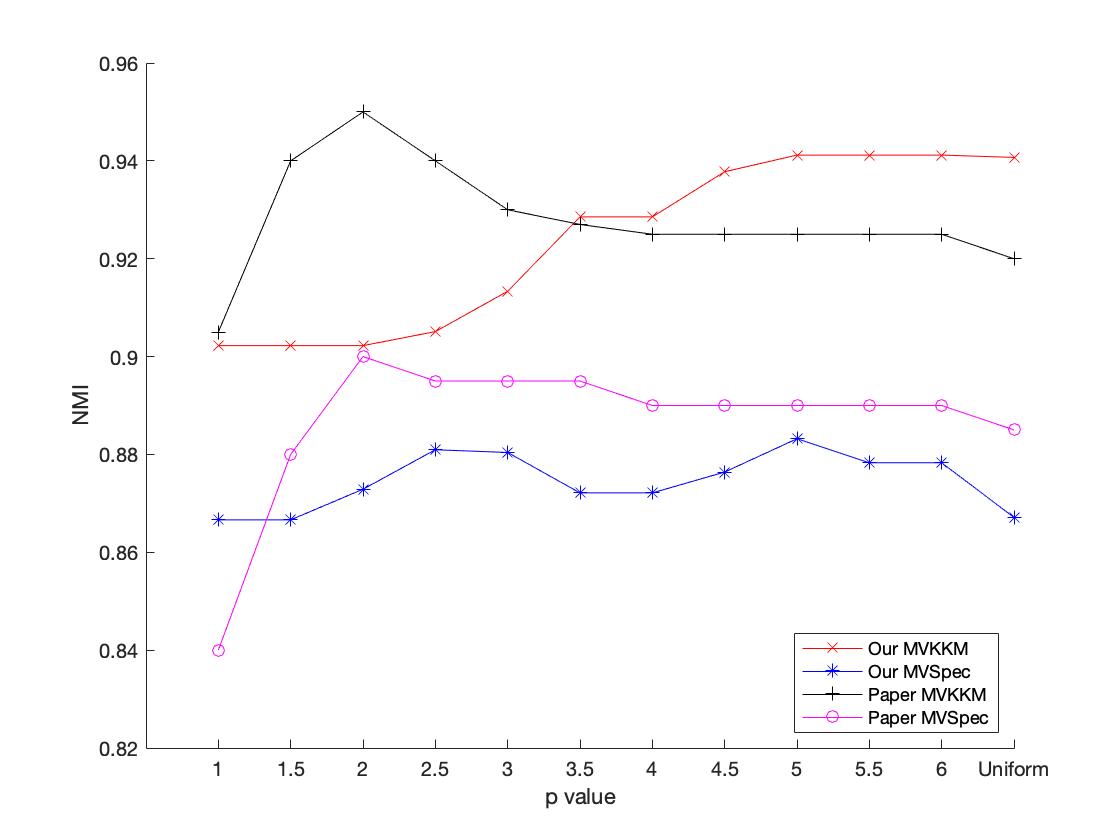 0.96
0.94
0.92
0.9
0.88
0.86
0.84
0.82
NMI
1 1.5 2 2.5 3 3.5 4 4.5 5 5.5 6 Uniform
p value
Our MVKKM
Our MVSpec
Paper MVKKM
Paper MVSpec